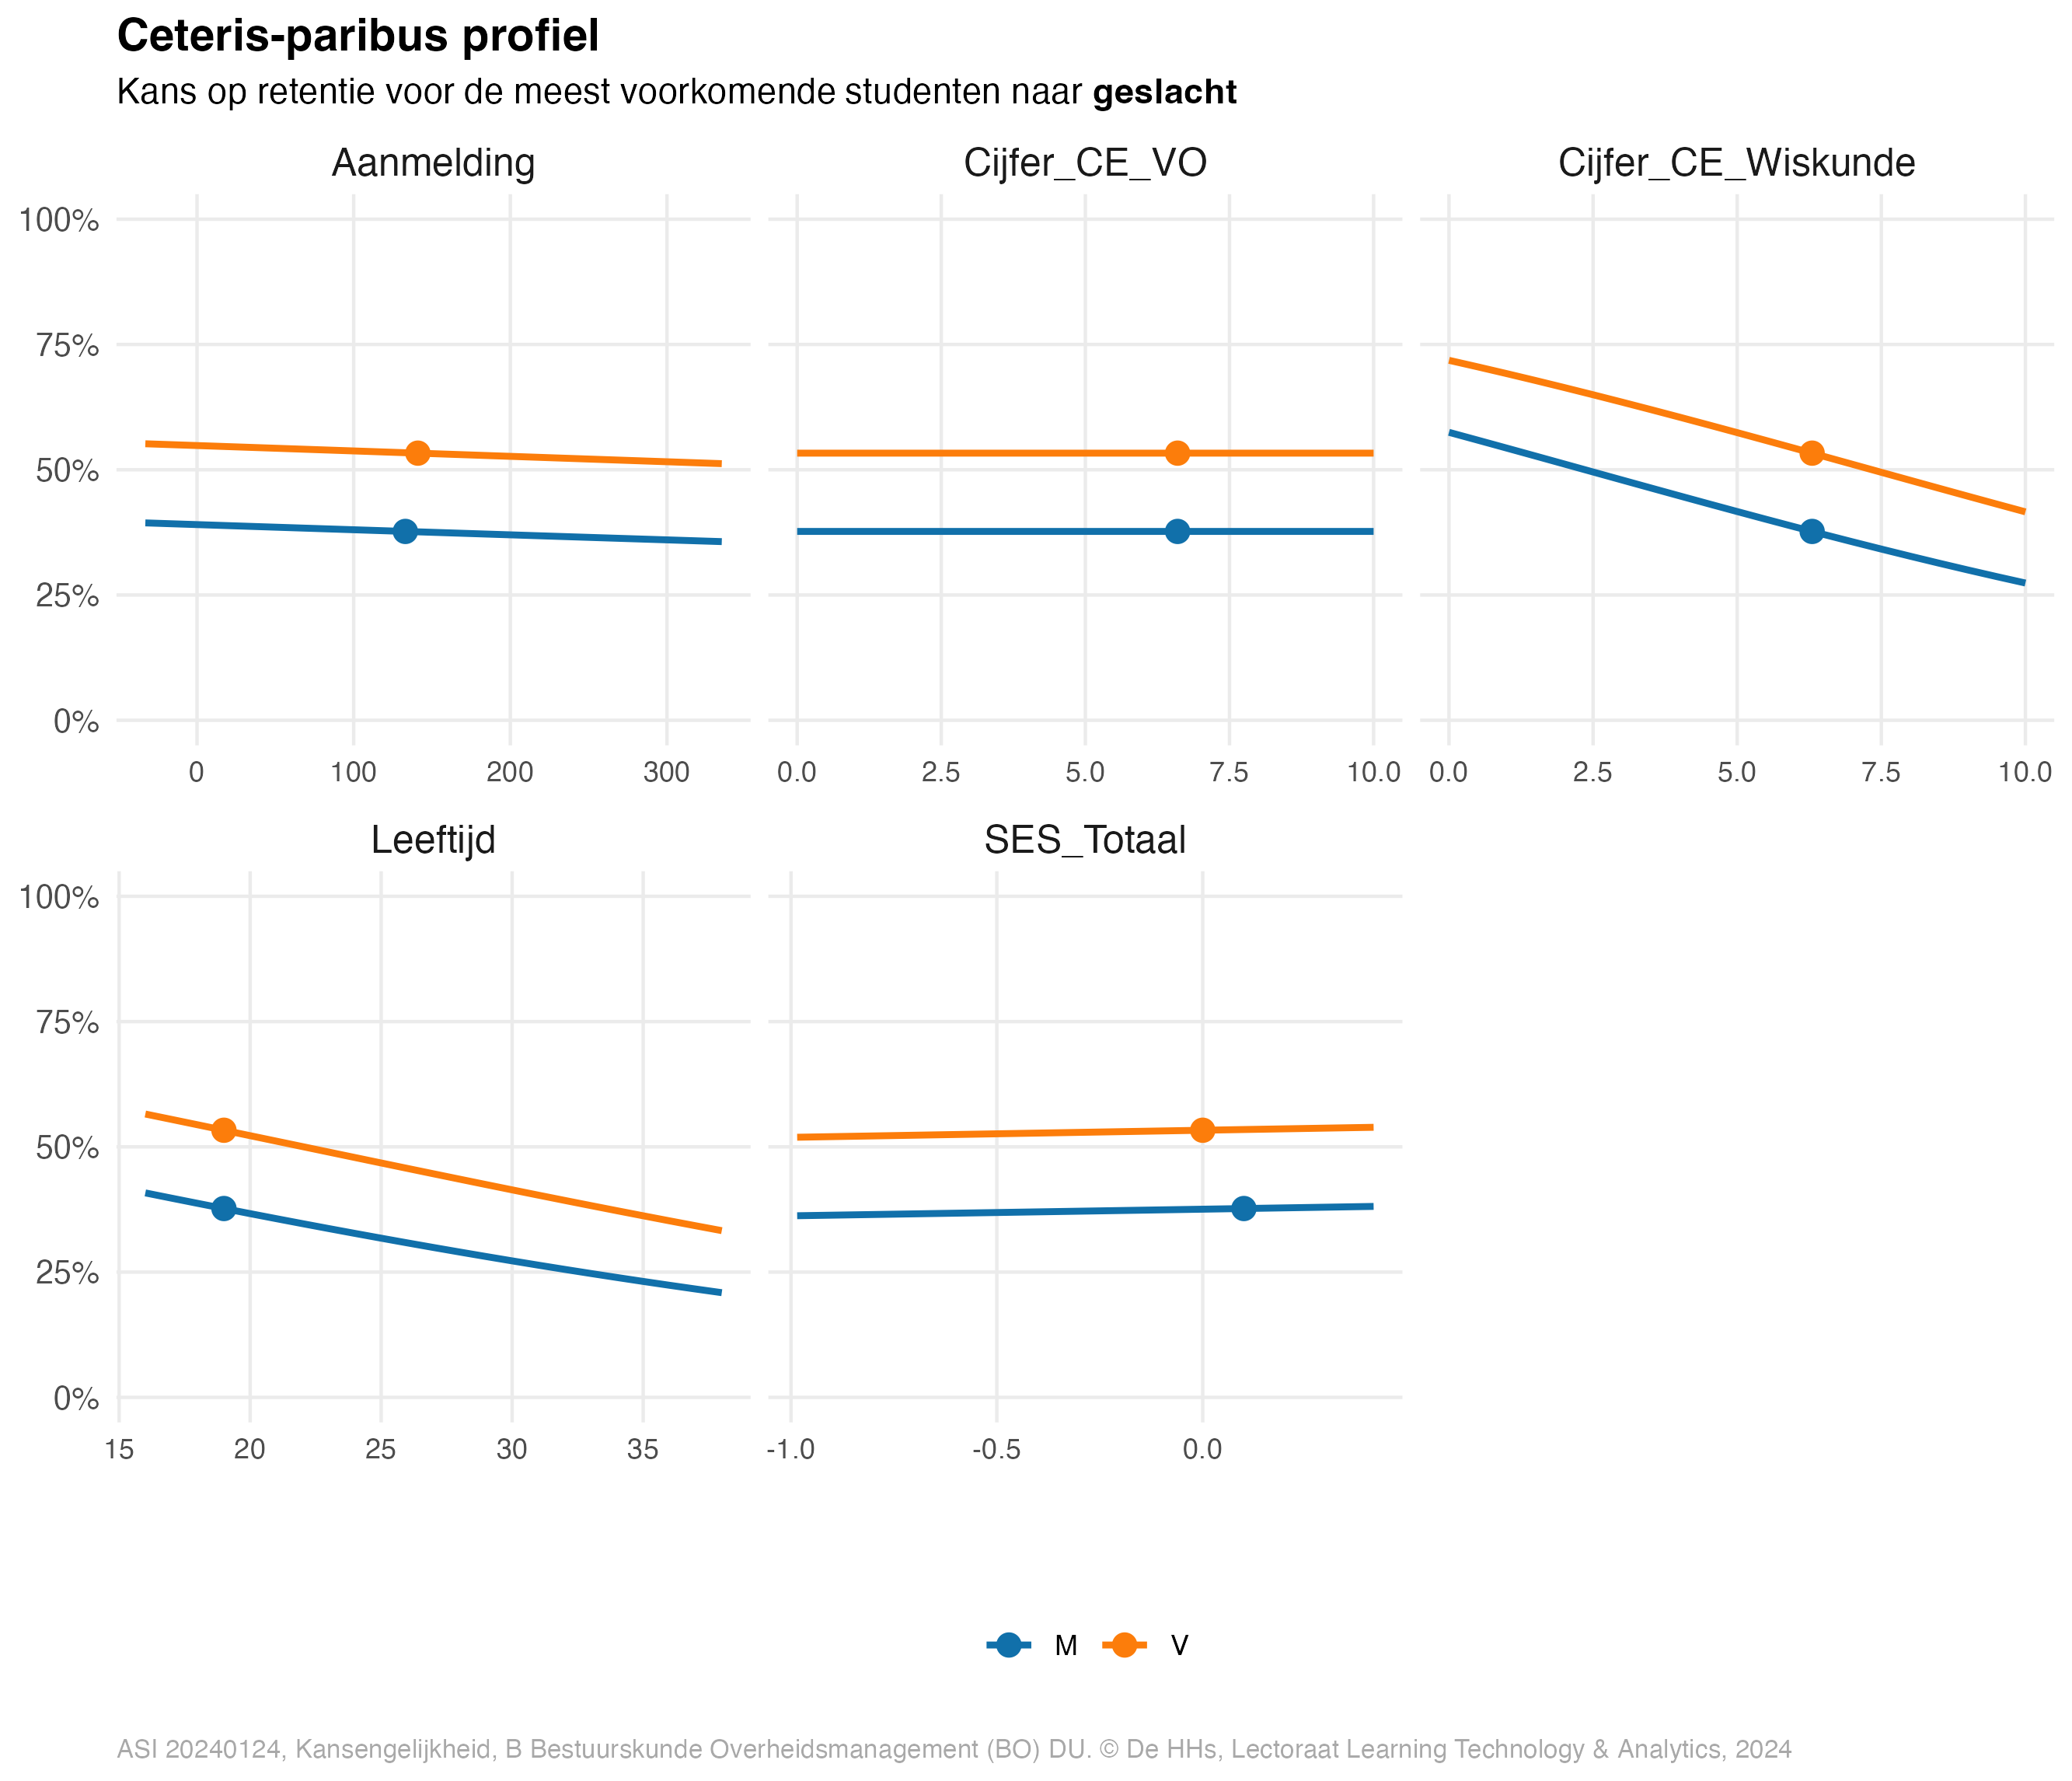 Ceteris-paribus profiel
Kans op retentie voor de meest voorkomende studenten naar geslacht
Aanmelding
Cijfer_CE_VO
Cijfer_CE_Wiskunde
100%
75%
50%
25%
0%
0 100 200 300
0.0 2.5 5.0 7.5 10.0
0.0 2.5 5.0 7.5 10.0
Leeftijd
SES_Totaal
100%
75%
50%
25%
0%
15 20 25 30 35
-1.0 -0.5 0.0
M V
ASI 20240124, Kansengelijkheid, B Bestuurskunde Overheidsmanagement (BO) DU. © De HHs, Lectoraat Learning Technology & Analytics, 2024